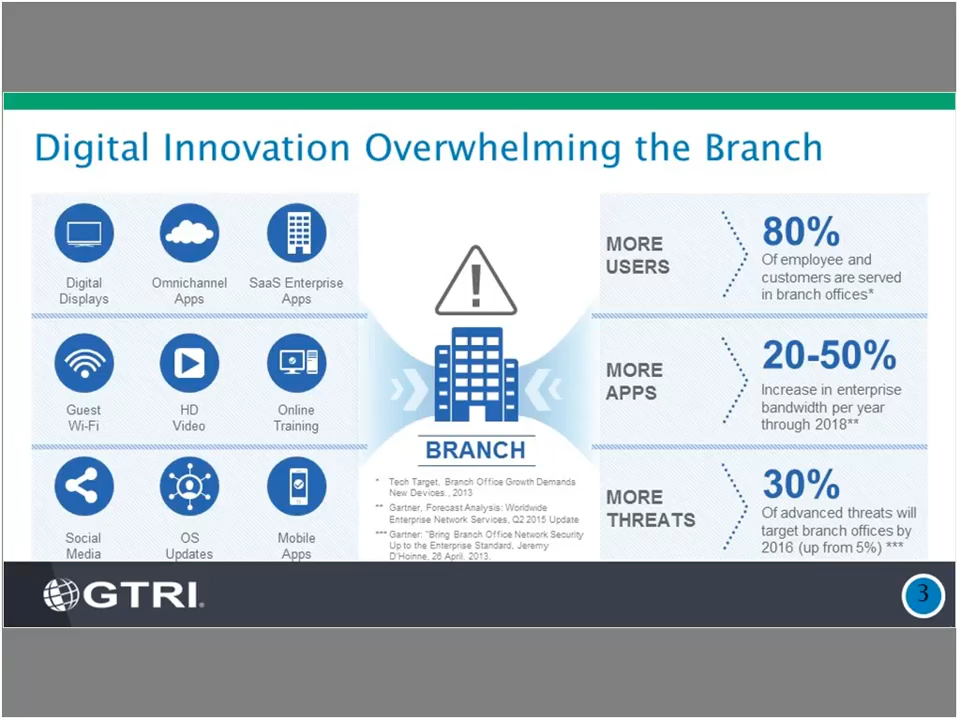 Digital Innovation Overwhelming the Branch
Digital
Displays
Omnichannel
Apps
SaaS Enterprise
Apps
Guest
Wi-Fi
HD
Video
Online
Training
Social
Media
OS
Updates
Mobile
Apps
BRANCH
* Tech Target, Branch Office Growth Demands
New Devices., 2013
** Gartner, Forecast Analysis: Worldwide
Enterprise Network Services, Q2 2015 Update
*** Gartner: "Bring Branch Office Network Security
Up to the Enterprise Standard, Jeremy
D'Hoinne, 26 April. 2013.
MORE
USERS
80%
Of employee and
customers are served
in branch offices*
MORE
APPS
20-50%
Increase in enterprise
bandwidth per year
through 2018**
MORE
THREATS
30%
Of advanced threats will
target branch offices by
2016 (up from 5%) ***
GTRI.
3